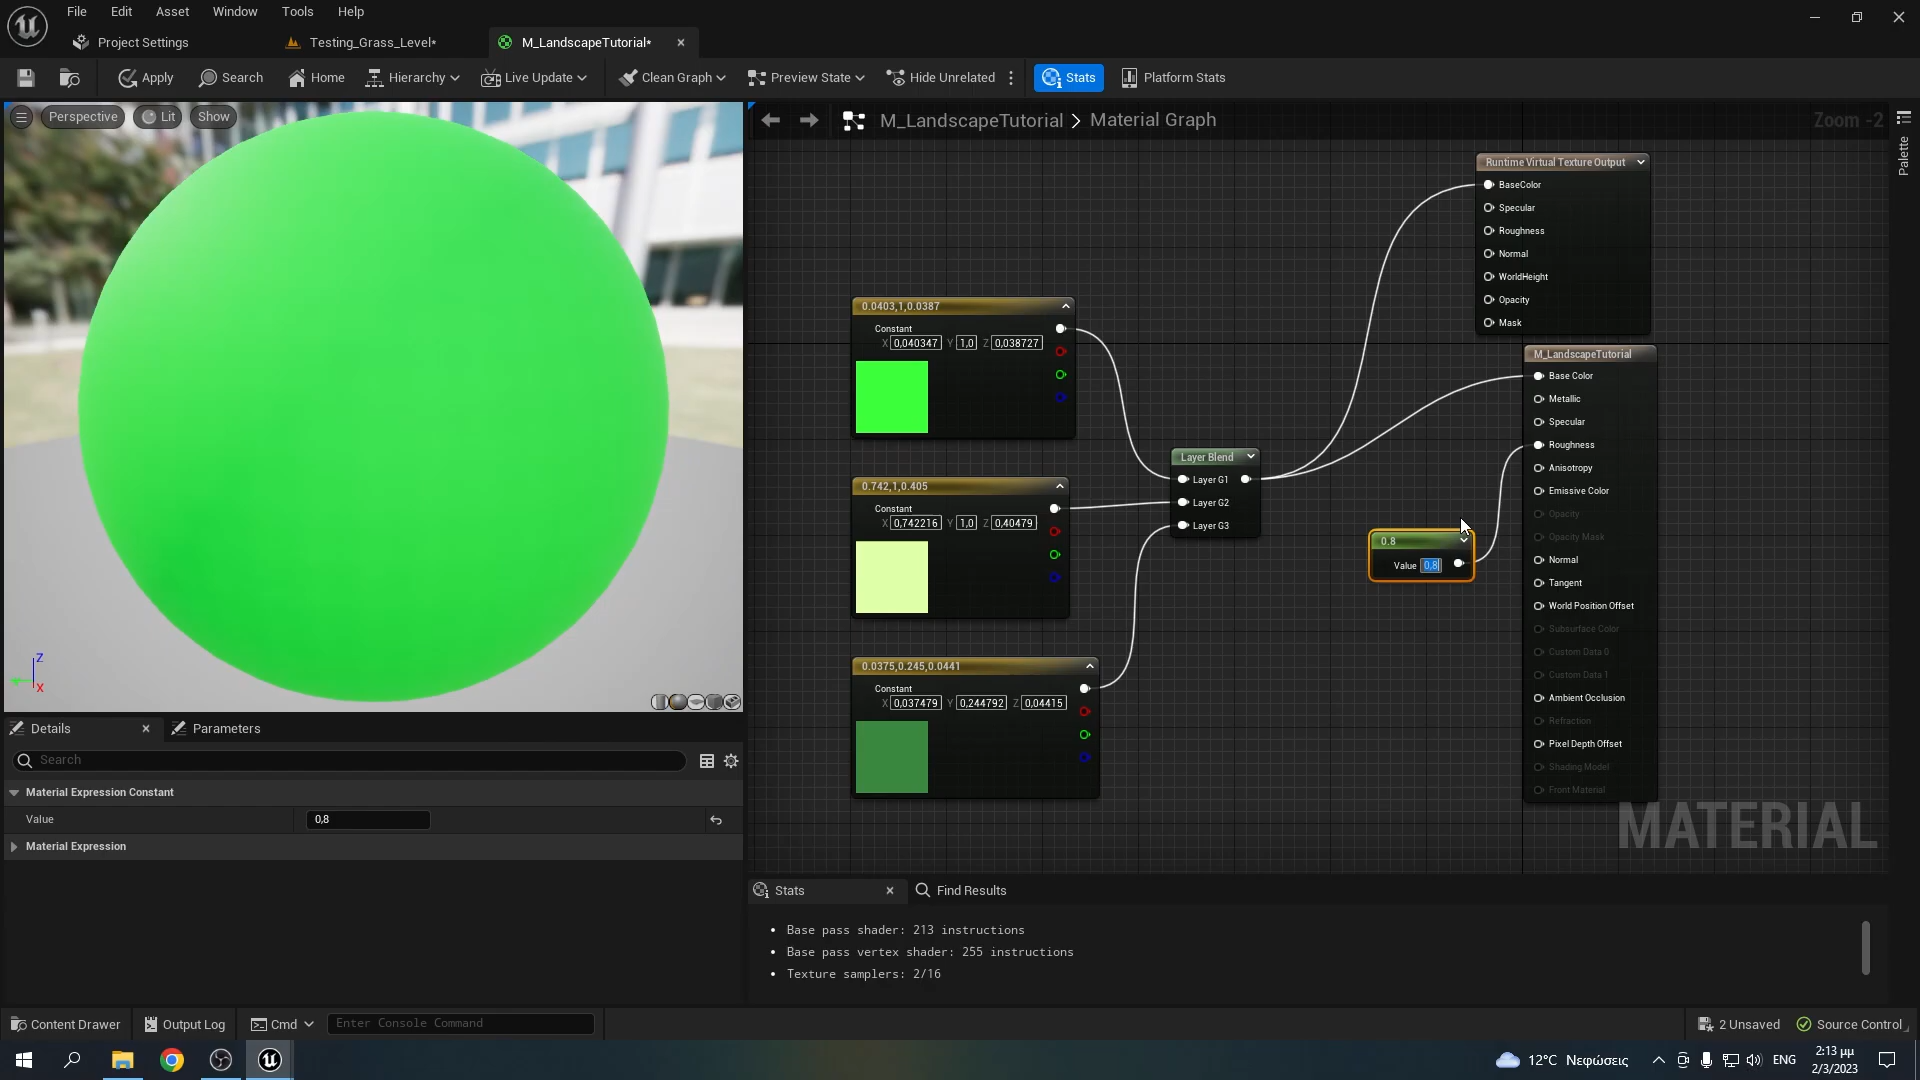 File Edit Asset Window Tools Help
Project Settings
Testing_Grass_Level*
M_LandscapeTutorial*
Apply Search Home Hierarchy Live Update Clean Graph Preview State Hide Unrelated Stats Platform Stats
Perspective Lit Show
M_LandscapeTutorial > Material Graph
Zoom -2
Palette
Runtime Virtual Texture Output
BaseColor
Specular
Roughness
Normal
WorldHeight
Opacity
Mask
0.0403,1,0.0387
Constant
X 0,040347 Y 1,0 Z 0,038727
0.742,1,0.405
Constant
X 0,742216 Y 1,0 Z 0,40479
0.0375,0.245,0.0441
Constant
X 0,037479 Y 0,244792 Z 0,04415
Layer Blend
Layer G1
Layer G2
Layer G3
0.8
Value 0,8
M_LandscapeTutorial
Base Color
Metallic
Specular
Roughness
Anisotropy
Emissive Color
Opacity
Opacity Mask
Normal
Tangent
World Position Offset
Subsurface Color
Custom Data 0
Custom Data 1
Ambient Occlusion
Refraction
Pixel Depth Offset
Shading Model
Front Material
MATERIAL
Z
X
Details
Parameters
Search
Material Expression Constant
Value 0,8
Material Expression
Stats
Find Results
Base pass shader: 213 instructions
Base pass vertex shader: 255 instructions
Texture samplers: 2/16
Content Drawer Output Log Cmd Enter Console Command
2 Unsaved Source Control
12°C Νεφώσεις
ENG
2:13 μμ
2/3/2023